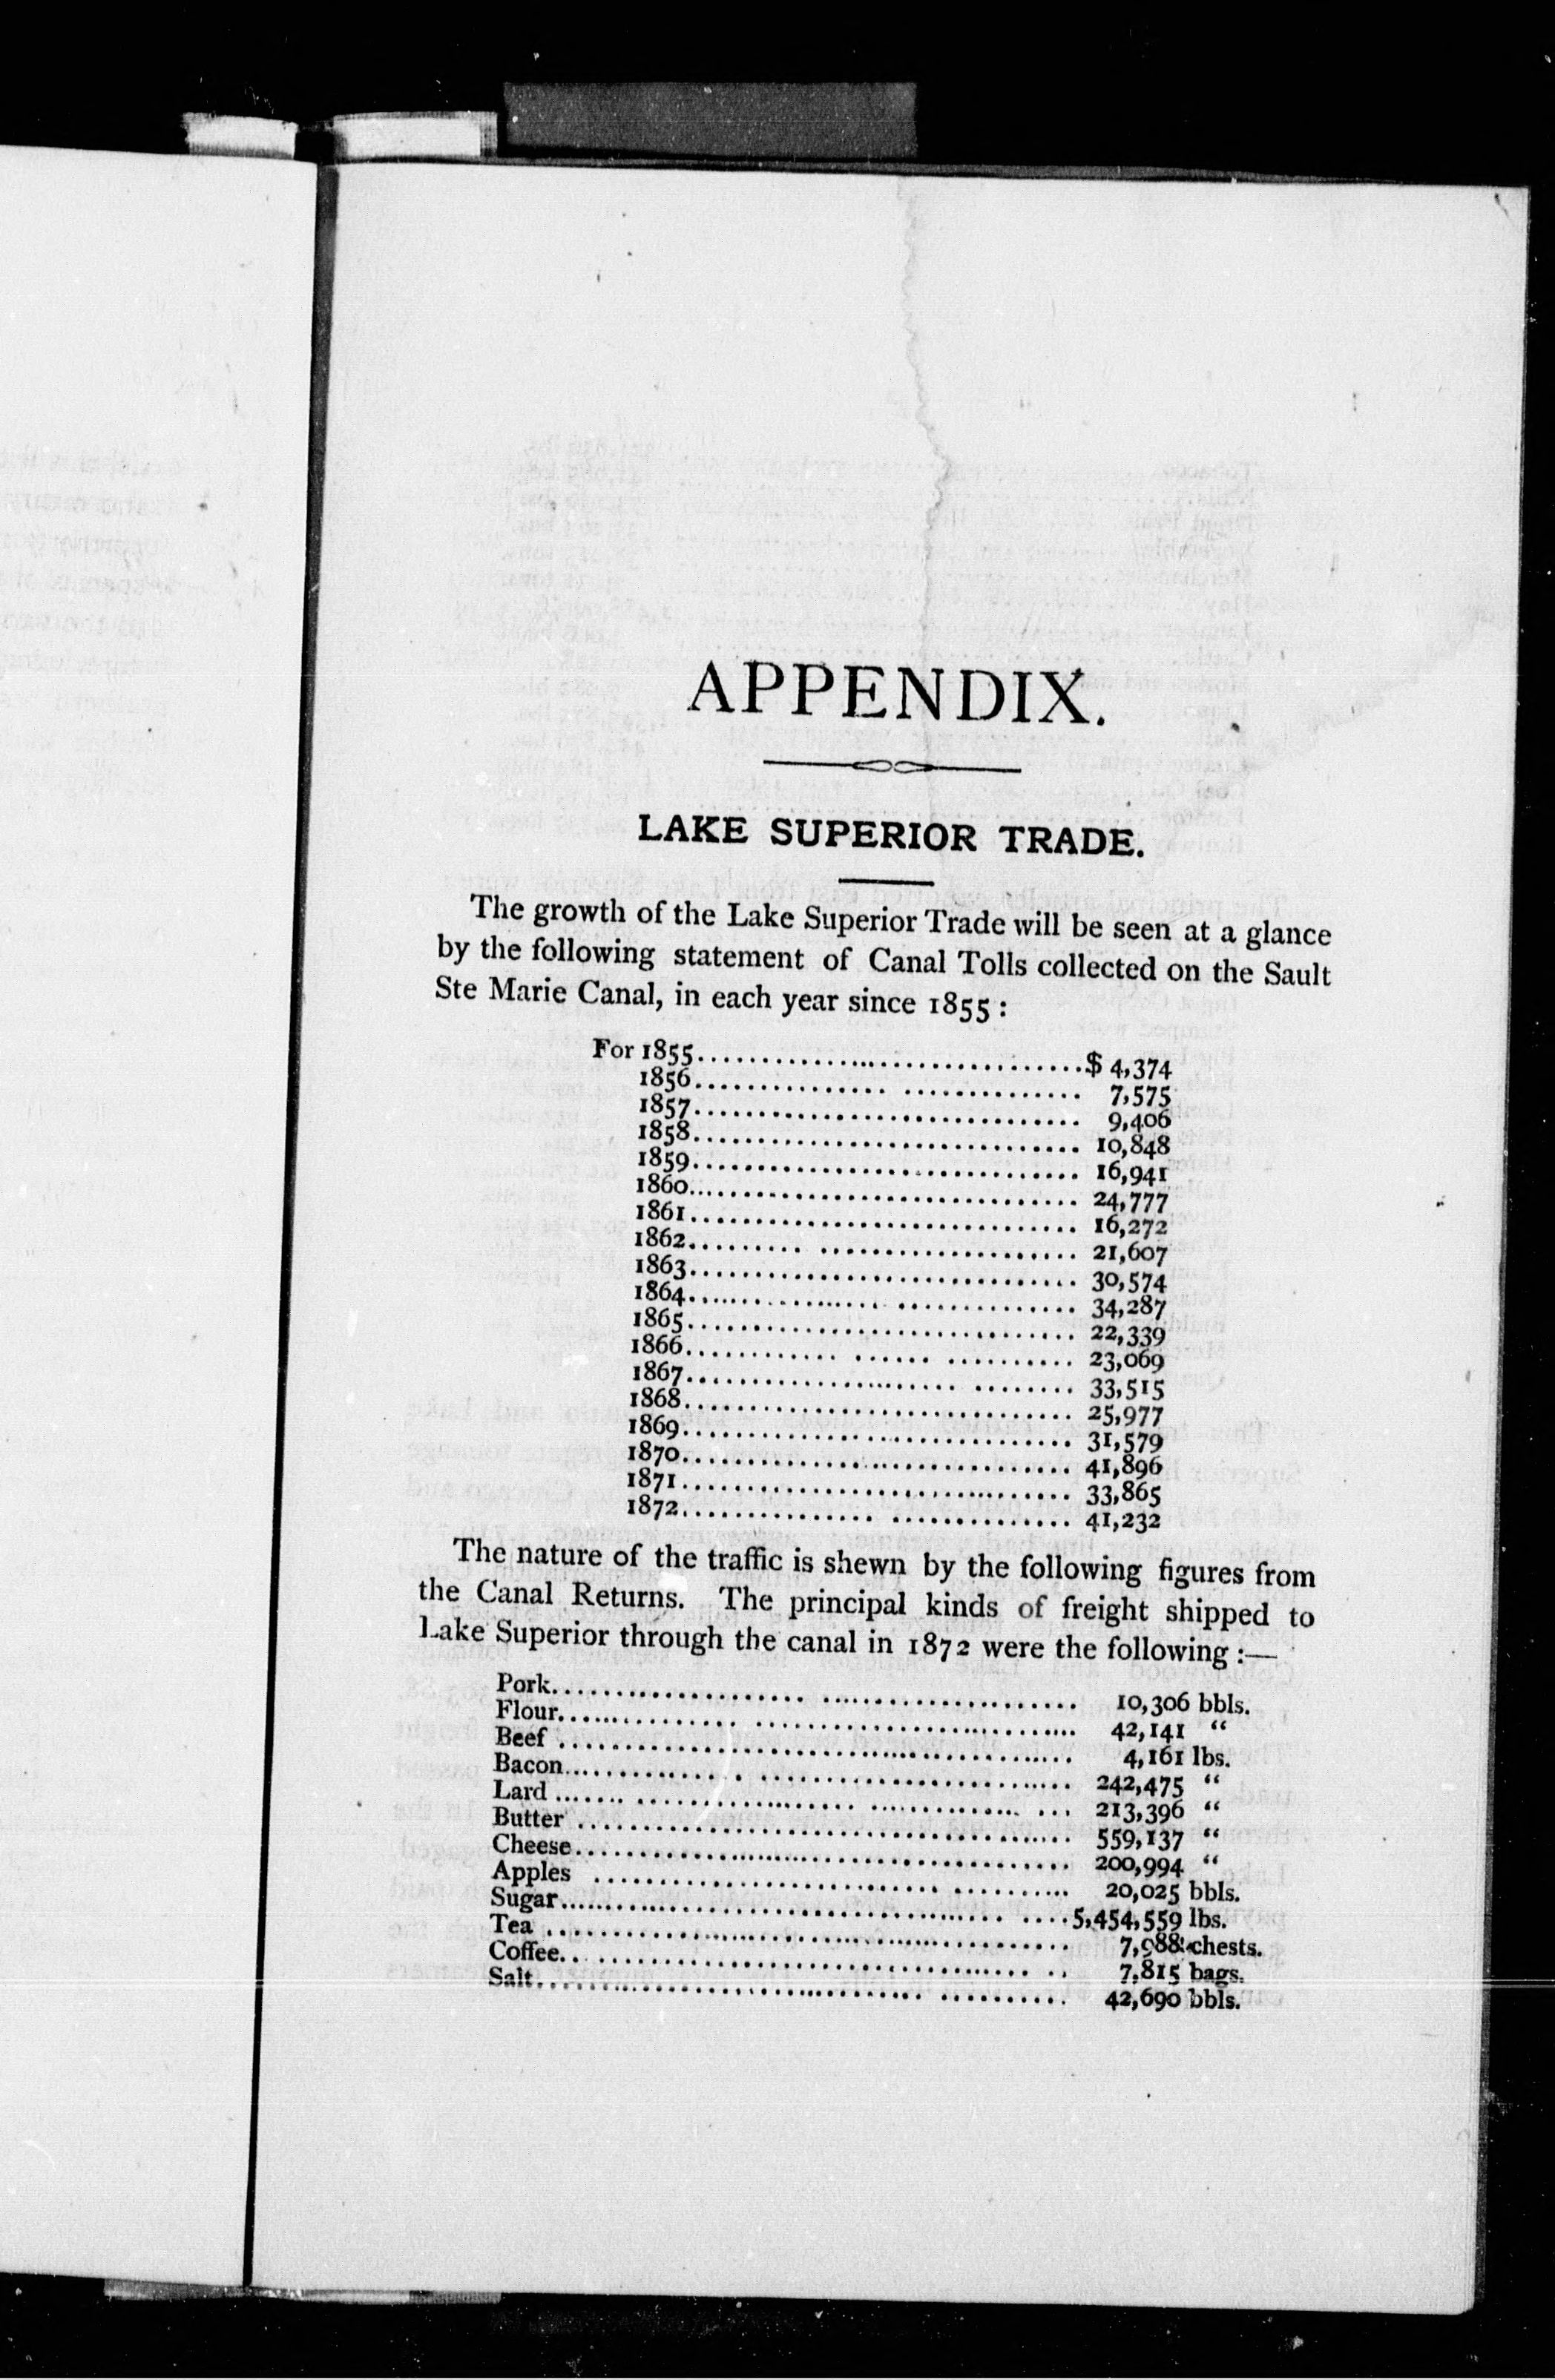 APPENDIX.
LAKE SUPERIOR TRADE.
The growth of the Lake Superior Trade will be seen at a glance
by the following statement of Canal Tolls collected on the Sault
Ste Marie Canal, in each year since 1855 :
For 1855....................................$ 4,374
1856.................................... 7,575
1857.................................... 9,406
1858.................................... 10,848
1859.................................... 16,941
1860.................................... 24,777
1861.................................... 16,272
1862.................................... 21,607
1863.................................... 30,574
1864.................................... 34,287
1865.................................... 22,339
1866.................................... 23,069
1867.................................... 33,515
1868.................................... 25,977
1869.................................... 31,579
1870.................................... 41,896
1871.................................... 33,865
1872.................................... 41,232
The nature of the traffic is shewn by the following figures from
the Canal Returns. The principal kinds of freight shipped to
Lake Superior through the canal in 1872 were the following :—
Pork.................................... 10,306 bbls.
Flour.................................... 42,141 “
Beef .................................... 4,161 lbs.
Bacon.................................... 242,475 “
Lard .................................... 213,396 “
Butter .................................... 559,137 “
Cheese.................................... 200,994 “
Apples .................................... 20,025 bbls.
Sugar....................................5,454,559 lbs.
Tea .................................... 7,988 chests.
Coffee.................................... 7,815 bags.
Salt.................................... 42,690 bbls.